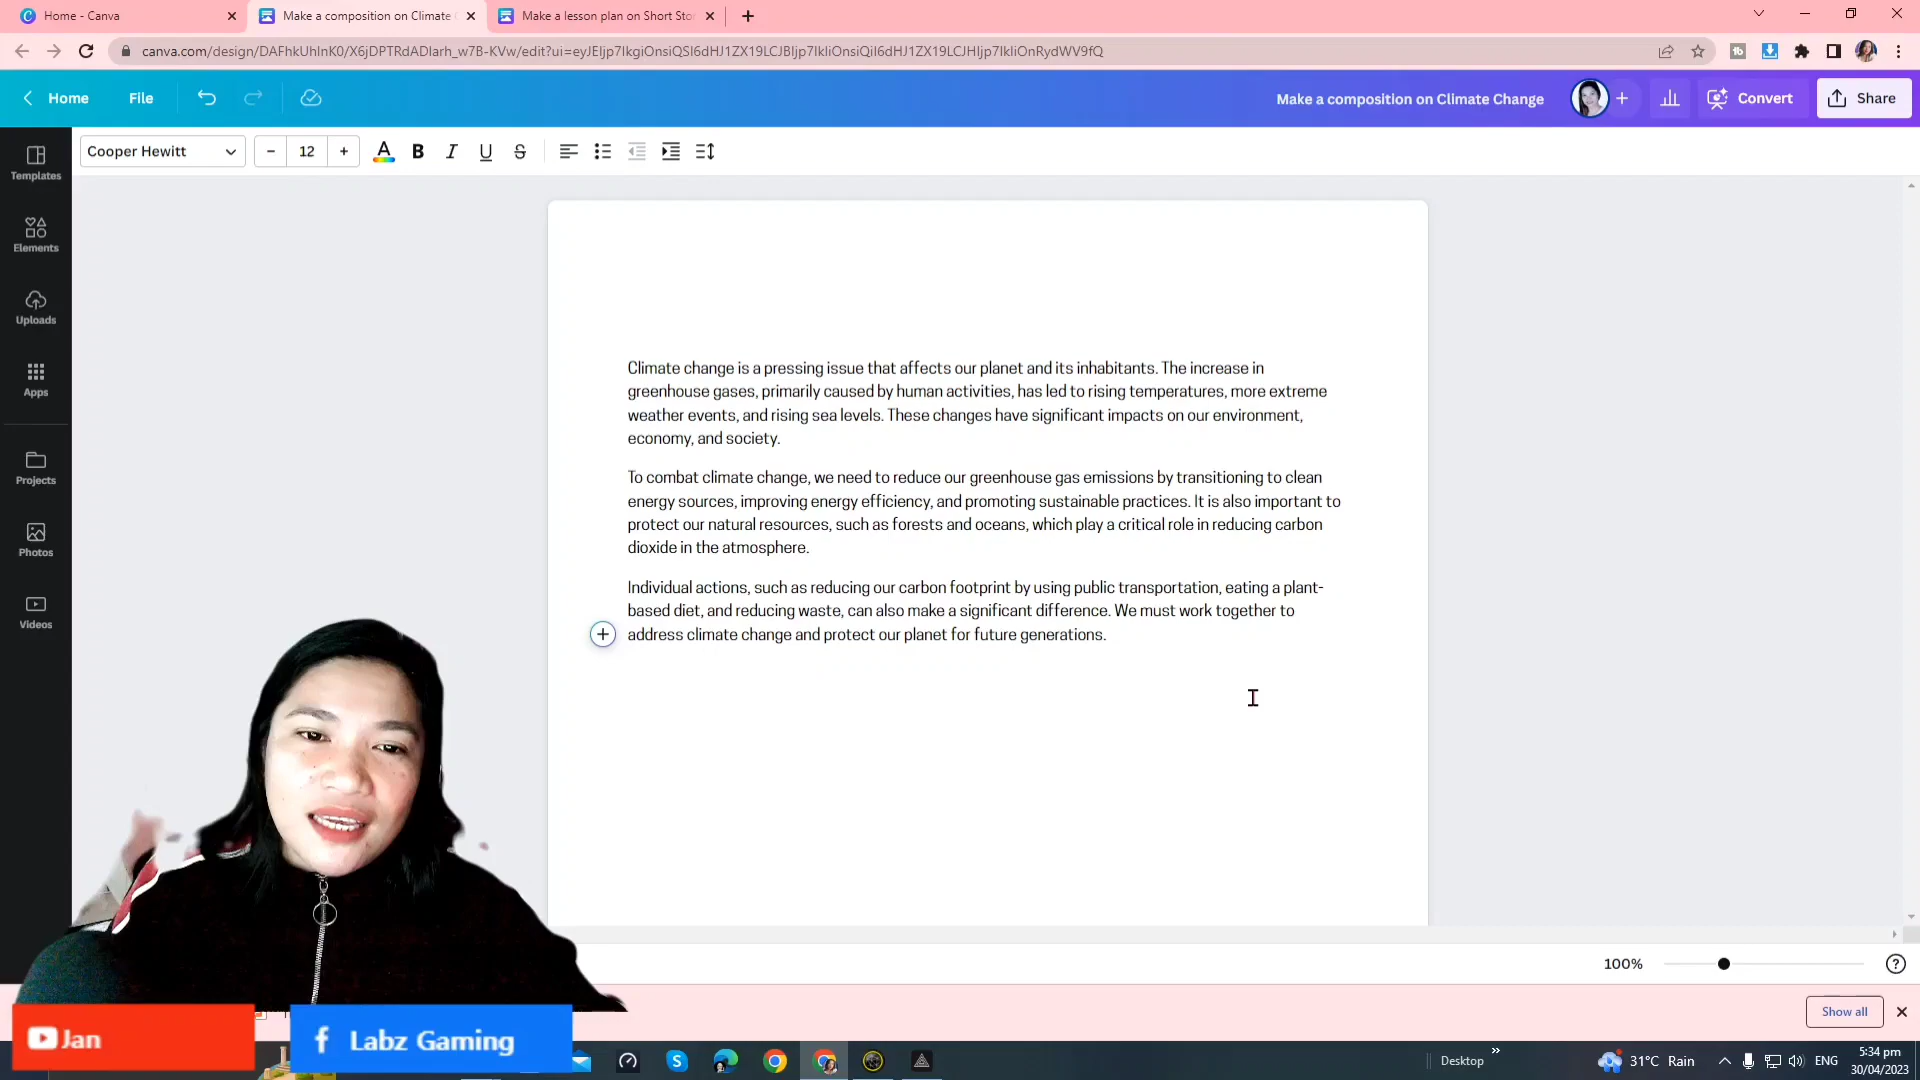 Home - Canva
Make a composition on Climate C
Make a lesson plan on Short Stor
canva.com/design/DAFhkUhlnK0/X6jDPTRdADlarh_w7B-KVw/edit?ui=eyJEIjp7IkgiOnsiQSI6dHJ1ZX19LCJBIjp7IkIiOnsiQiI6dHJ1ZX19LCJHIjp7IkIiOnRydWV9fQ
Home
File
Make a composition on Climate Change
Convert
Share
Cooper Hewitt
12
Templates
Elements
Uploads
Apps
Projects
Photos
Videos
Climate change is a pressing issue that affects our planet and its inhabitants. The increase in
greenhouse gases, primarily caused by human activities, has led to rising temperatures, more extreme
weather events, and rising sea levels. These changes have significant impacts on our environment,
economy, and society.
To combat climate change, we need to reduce our greenhouse gas emissions by transitioning to clean
energy sources, improving energy efficiency, and promoting sustainable practices. It is also important to
protect our natural resources, such as forests and oceans, which play a critical role in reducing carbon
dioxide in the atmosphere.
Individual actions, such as reducing our carbon footprint by using public transportation, eating a plant-
based diet, and reducing waste, can also make a significant difference. We must work together to
address climate change and protect our planet for future generations.
100%
Show all
Jan
Labz Gaming
Desktop
31°C Rain
ENG
5:34 pm
30/04/2023